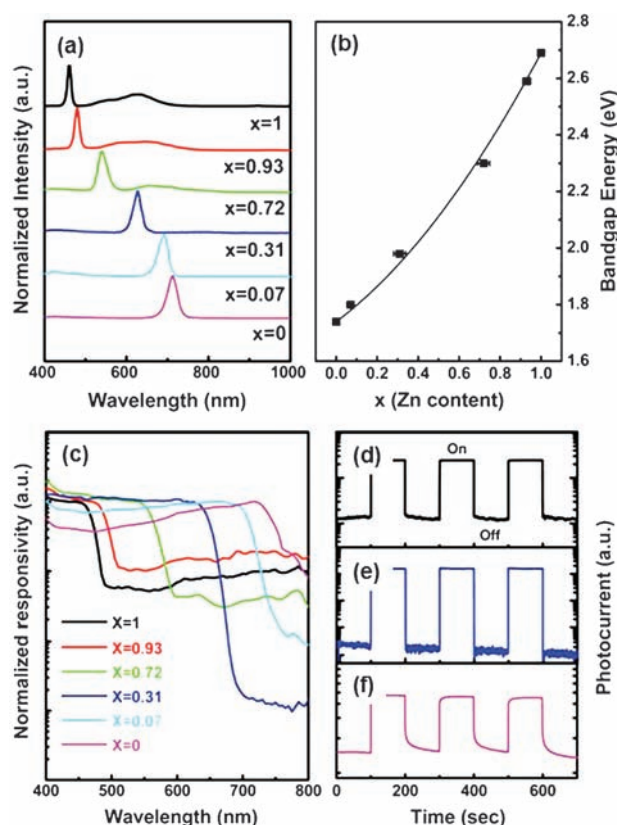 (a)
Normalized Intensity (a.u.)
x=1
x=0.93
x=0.72
x=0.31
x=0.07
x=0
400 600 800 1000
Wavelength (nm)
(b)
2.8
2.6
2.4
2.2
2.0
1.8
1.6
Bandgap Energy (eV)
0.0 0.2 0.4 0.6 0.8 1.0
x (Zn content)
(c)
Normalized responsivity (a.u.)
X=1
X=0.93
X=0.72
X=0.31
X=0.07
X=0
400 500 600 700 800
Wavelength (nm)
(d)
On
Off
(e)
(f)
Photocurrent (a.u.)
0 200 400 600
Time (sec)